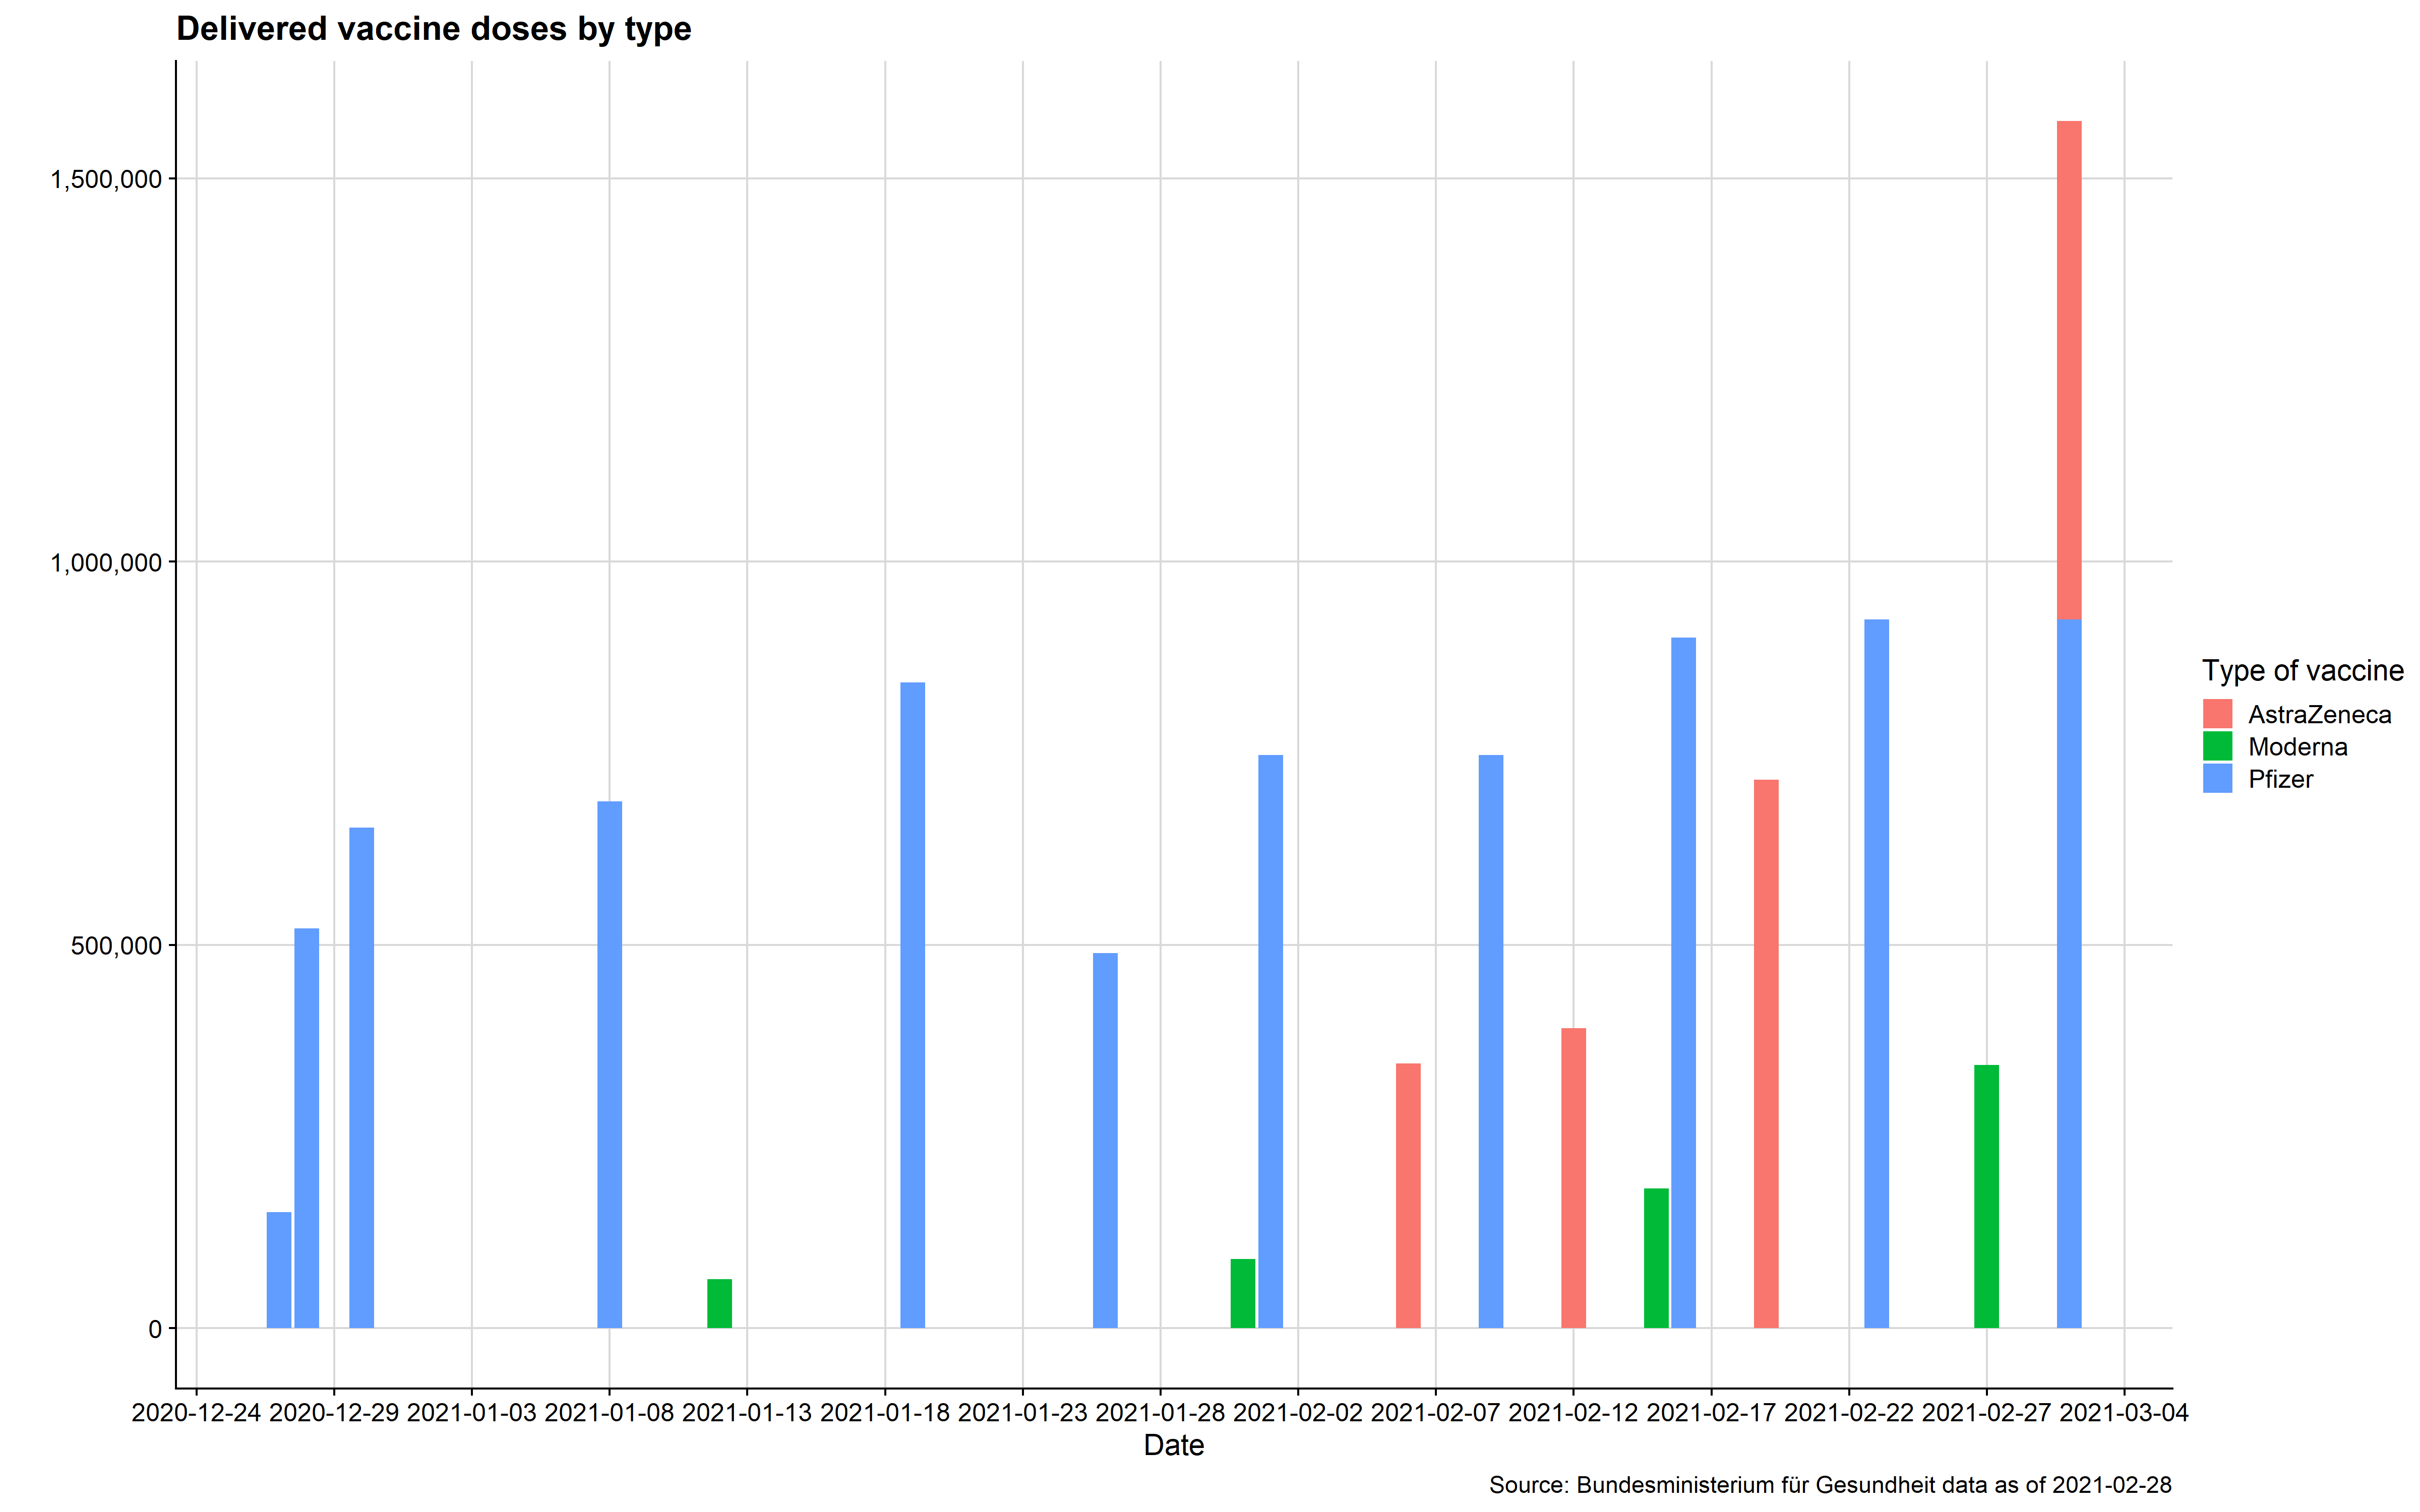 Delivered vaccine doses by type
1,500,000
1,000,000
500,000
0
2020-12-24 2020-12-29 2021-01-03 2021-01-08 2021-01-13 2021-01-18 2021-01-23 2021-01-28 2021-02-02 2021-02-07 2021-02-12 2021-02-17 2021-02-22 2021-02-27 2021-03-04
Date
Type of vaccine
AstraZeneca
Moderna
Pfizer
Source: Bundesministerium für Gesundheit data as of 2021-02-28